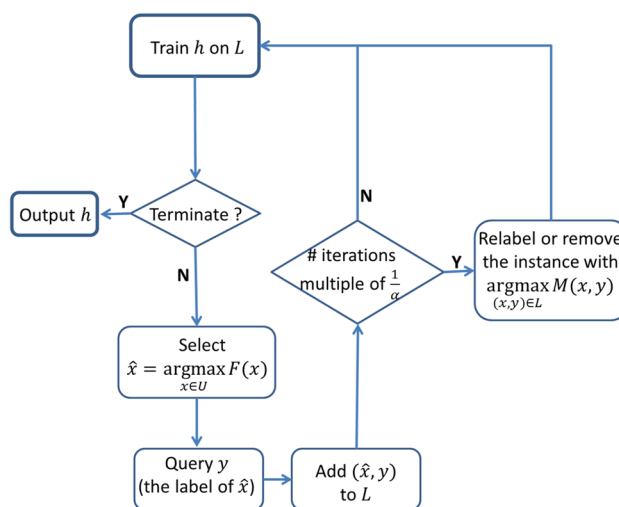 Train h on L
Terminate ?
Y
Output h
N
Select
x̂ = argmax F(x)
x∈U
Query y
(the label of x̂)
Add (x̂, y)
to L
# iterations
multiple of 1/α
N
Y
Relabel or remove
the instance with
argmax M(x, y)
(x,y)∈L